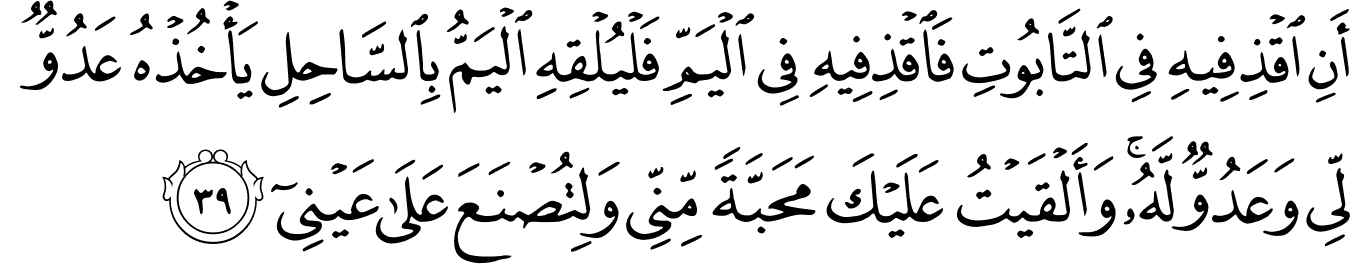 أَنِ ٱقۡذِفِيهِ فِي ٱلتَّابُوتِ فَٱقۡذِفِيهِ فِي ٱلۡيَمِّ فَلۡيُلۡقِهِ ٱلۡيَمُّ بِٱلسَّاحِلِ يَأۡخُذۡهُ عَدُوّٞ
لِّي وَعَدُوّٞ لَّهُۥۚ وَأَلۡقَيۡتُ عَلَيۡكَ مَحَبَّةٗ مِّنِّي وَلِتُصۡنَعَ عَلَىٰ عَيۡنِيٓ ٣٩